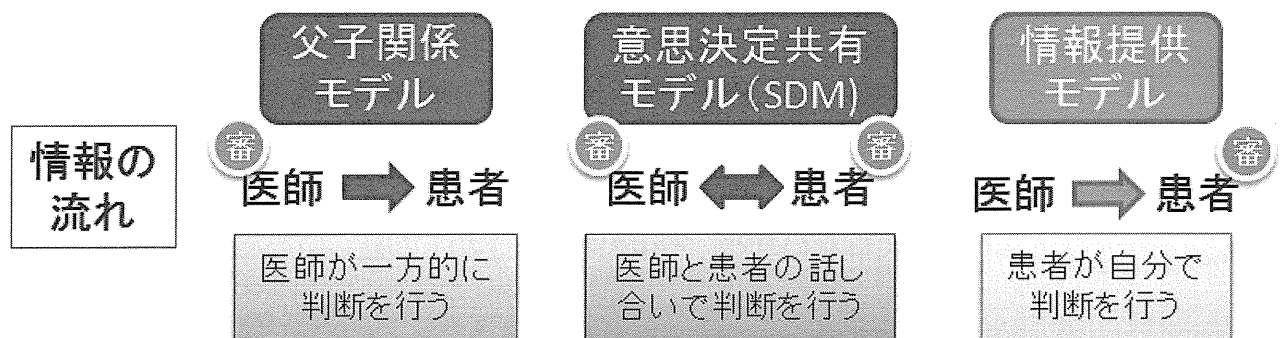 父子関係
モデル
意思決定共有
モデル(SDM)
情報提供
モデル
情報の
流れ
審
医師
患者
審
審
医師
患者
審
医師
患者
医師が一方的に
判断を行う
医師と患者の話し
合いで判断を行う
患者が自分で
判断を行う